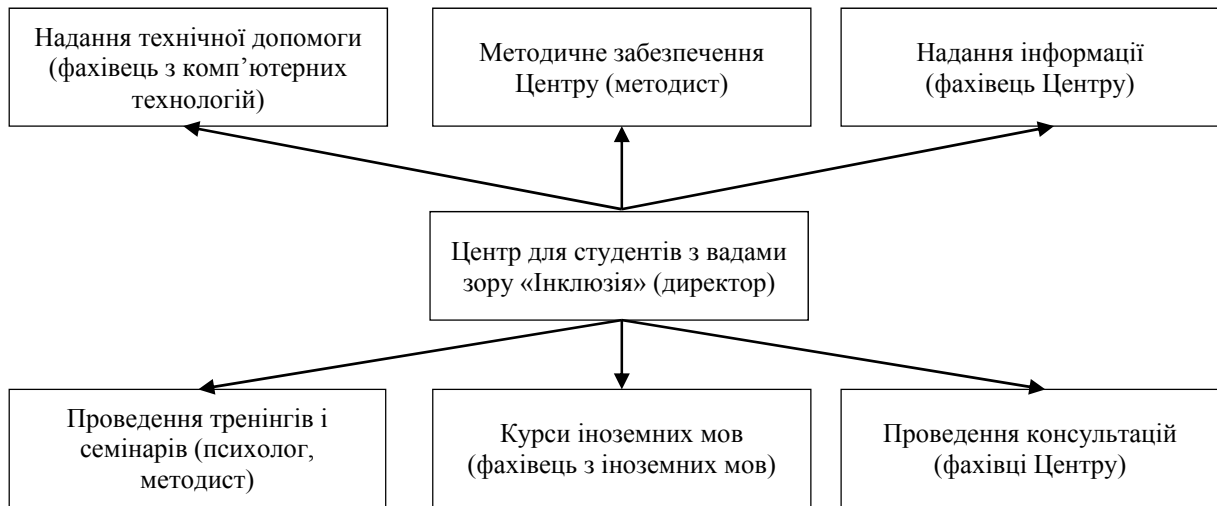 Надання технічної допомоги
(фахівець з комп’ютерних
технологій)
Методичне забезпечення
Центру (методист)
Надання інформації
(фахівець Центру)
Центр для студентів з вадами
зору «Інклюзія» (директор)
Проведення тренінгів і
семінарів (психолог,
методист)
Курси іноземних мов
(фахівець з іноземних мов)
Проведення консультацій
(фахівці Центру)